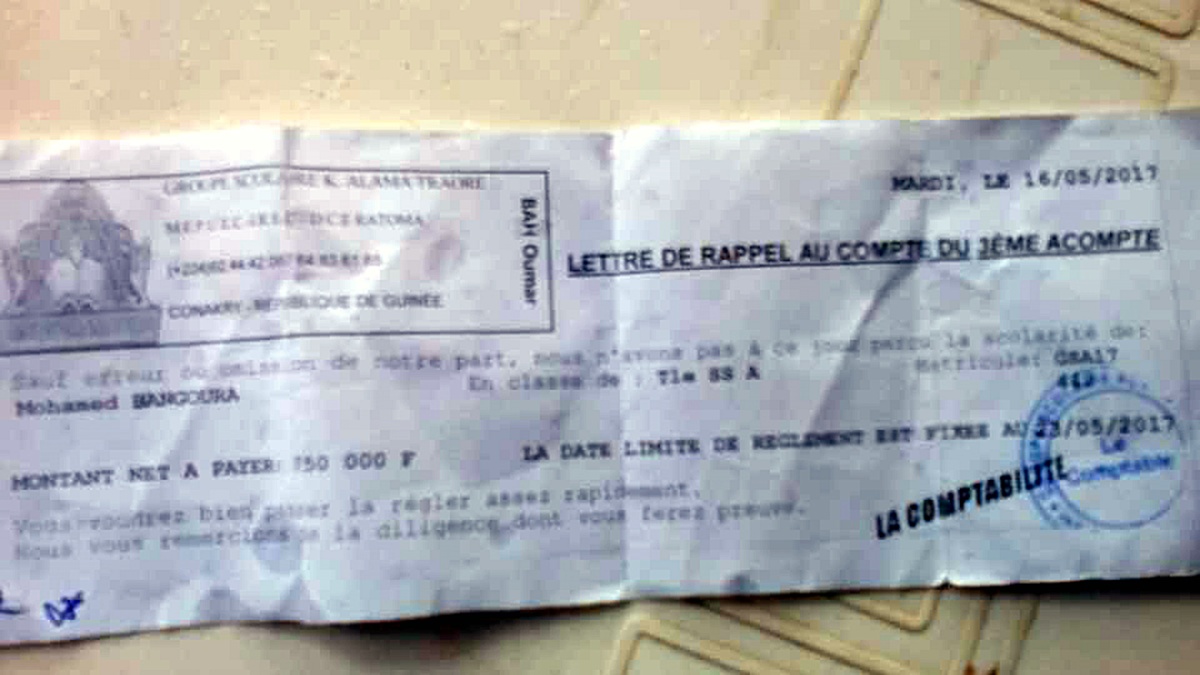 GROUPE SCOLAIRE K. ALAMA TRAORE
RATOMA
CONAKRY - REPUBLIQUE DE GUINÉE
BAH Oumar
MARDI, LE 16/05/2017
LETTRE DE RAPPEL AU COMPTE DU 3ÈME ACOMPTE
Sauf erreur ou omission de notre part, nous n'avons pas à ce jour perçu la scolarité de:
Mohamed BANGOURA En classe de : Tle SS A Matricule: GSA17
MONTANT NET A PAYER: 750 000 F LA DATE LIMITE DE REGLEMENT EST FIXEE AU 23/05/2017
Vous voudrez bien passer la régler assez rapidement.
Nous vous remercions de la diligence dont vous ferez preuve.
LA COMPTABILITE
Le
Comptable